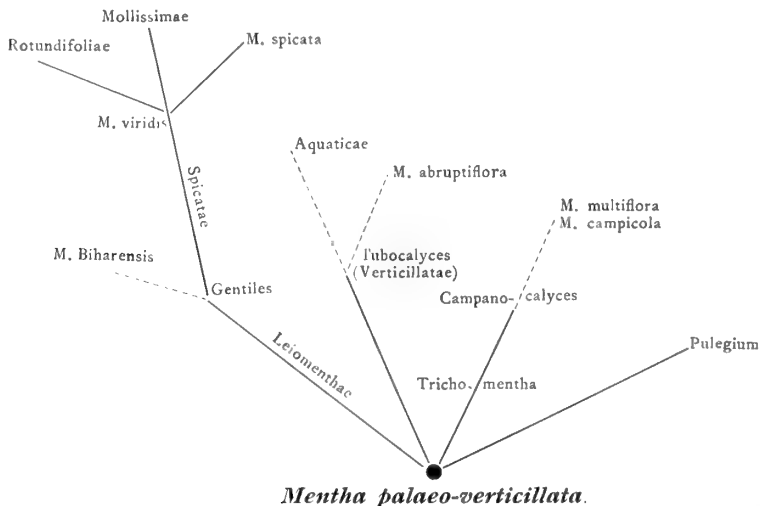 Mollissimae
Rotundifoliae
M. spicata
M. viridis
Aquaticae
Spicatae
M. abruptiflora
M. multiflora
M. campicola
M. Biharensis
Tubocalyces
(Verticillatae)
Gentiles
Campano-calyces
Leiomenthae
Pulegium
Tricho-mentha
Mentha palaeo-verticillata.